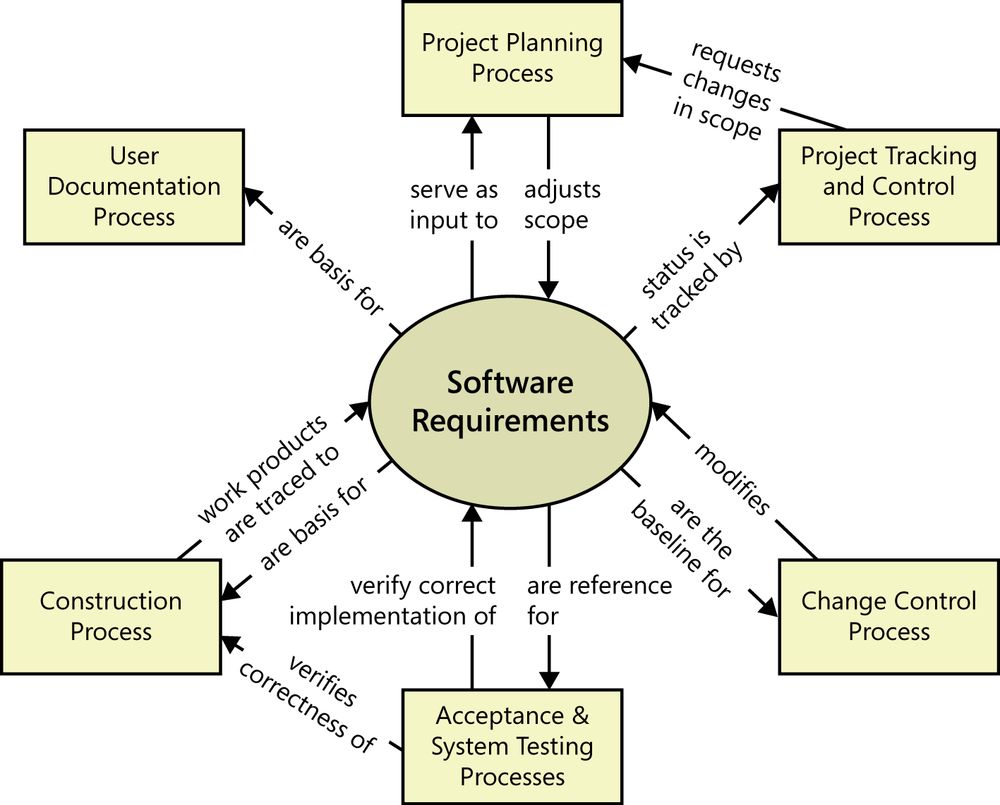 Project Planning
Process
requests
changes
in scope
User
Documentation
Process
Project Tracking
and Control
Process
serve as
input to
adjusts
scope
are basis for
status is
tracked by
Software
Requirements
work products
are traced to
are basis for
modifies
are the
baseline for
verify correct
implementation of
are reference
for
Construction
Process
Change Control
Process
verifies
correctness of
Acceptance &
System Testing
Processes